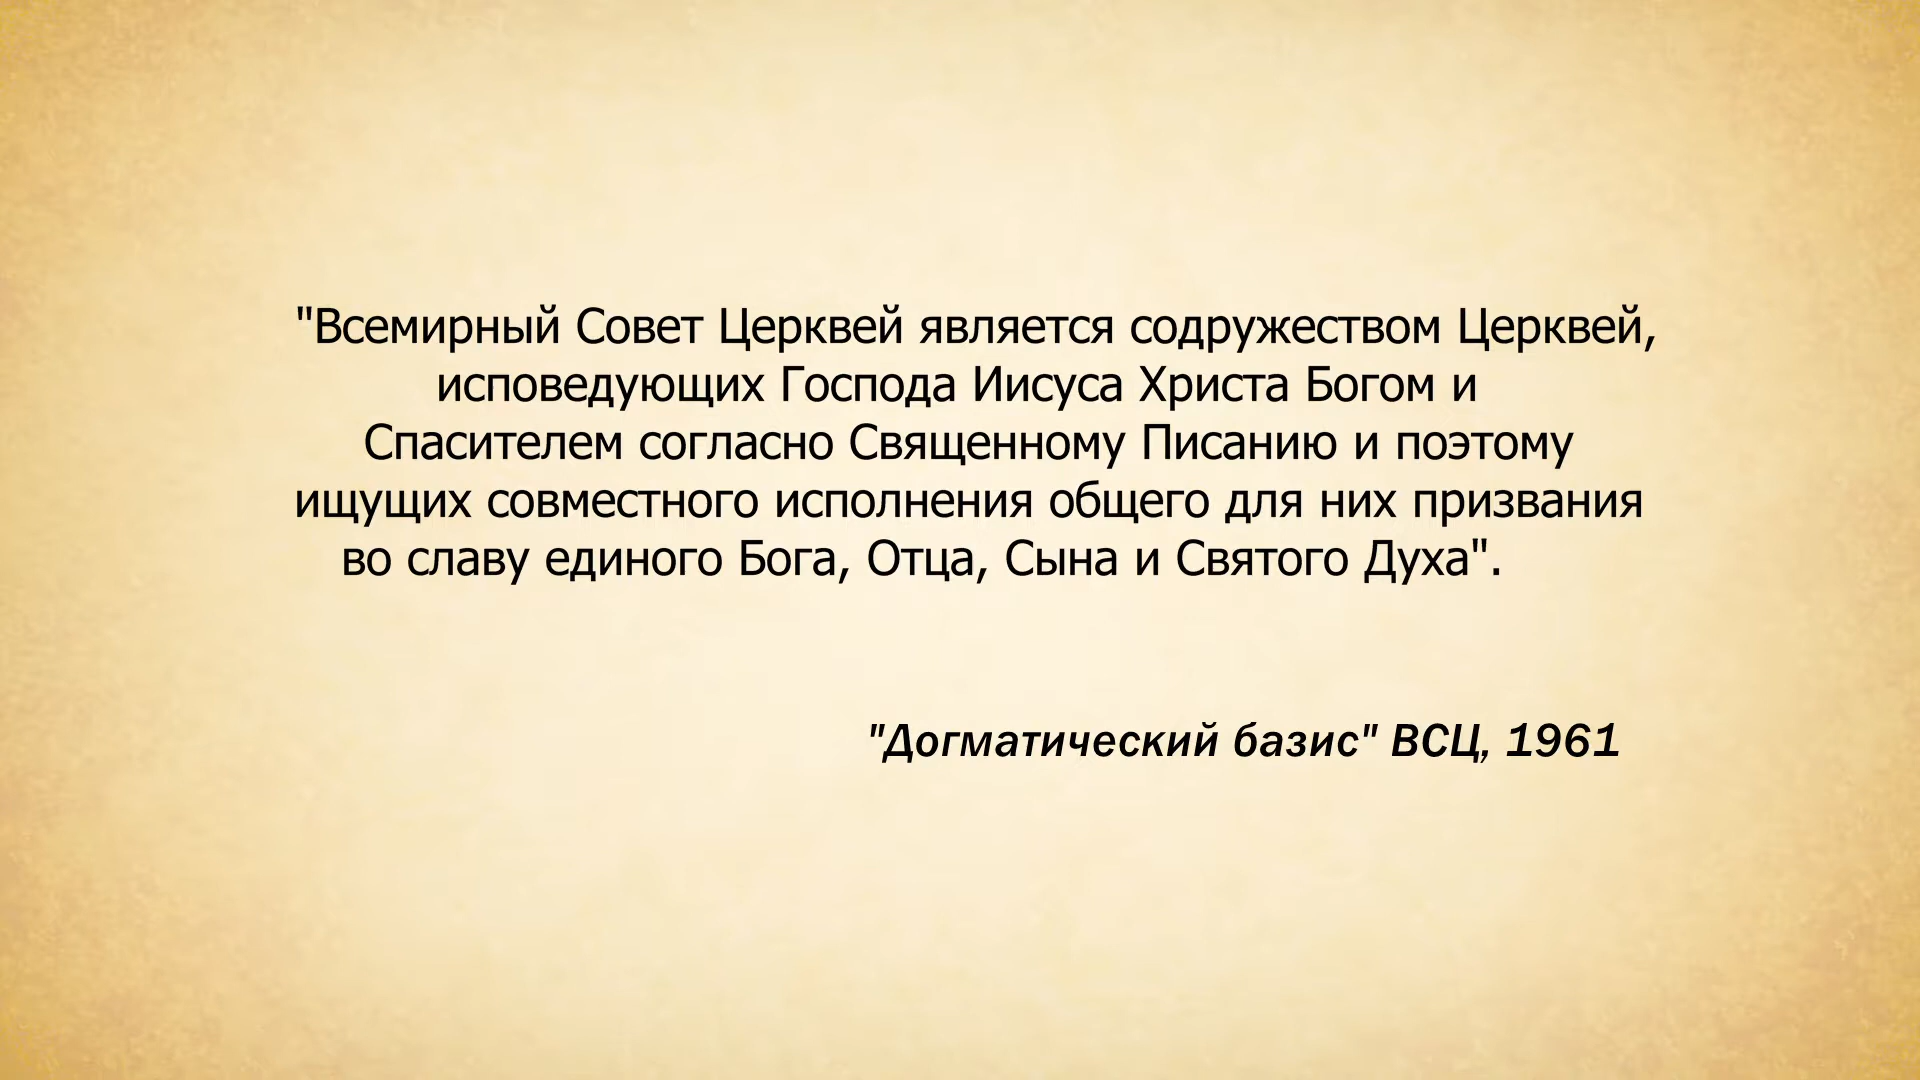 "Всемирный Совет Церквей является содружеством Церквей,
исповедующих Господа Иисуса Христа Богом и
Спасителем согласно Священному Писанию и поэтому
ищущих совместного исполнения общего для них призвания
во славу единого Бога, Отца, Сына и Святого Духа".
"Догматический базис" ВСЦ, 1961